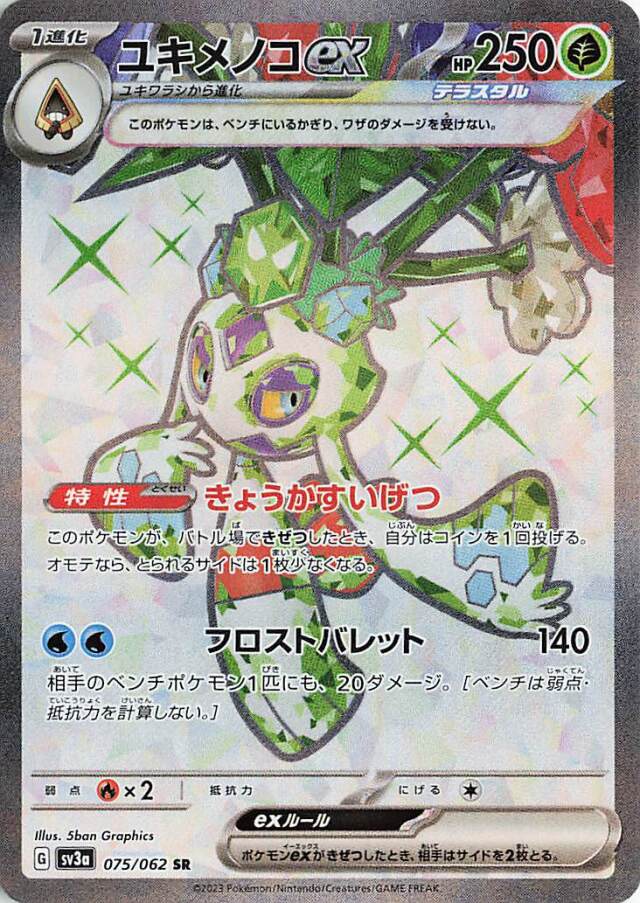 1進化
ユキメノコex
HP250
ユキワラシから進化
テラスタル
このポケモンは、ベンチにいるかぎり、ワザのダメージを受けない。
特性 きょうかすいげつ
このポケモンが、バトル場できぜつしたとき、自分はコインを1回投げる。
オモテなら、とられるサイドは1枚少なくなる。
フロストバレット 140
相手のベンチポケモン1匹にも、20ダメージ。[ベンチは弱点・
抵抗力を計算しない。]
弱点 ×2 抵抗力 にげる
exルール
ポケモンexがきぜつしたとき、相手はサイドを2枚とる。
Illus. 5ban Graphics
G sv3a 075/062 SR
©2023 Pokémon/Nintendo/Creatures/GAME FREAK